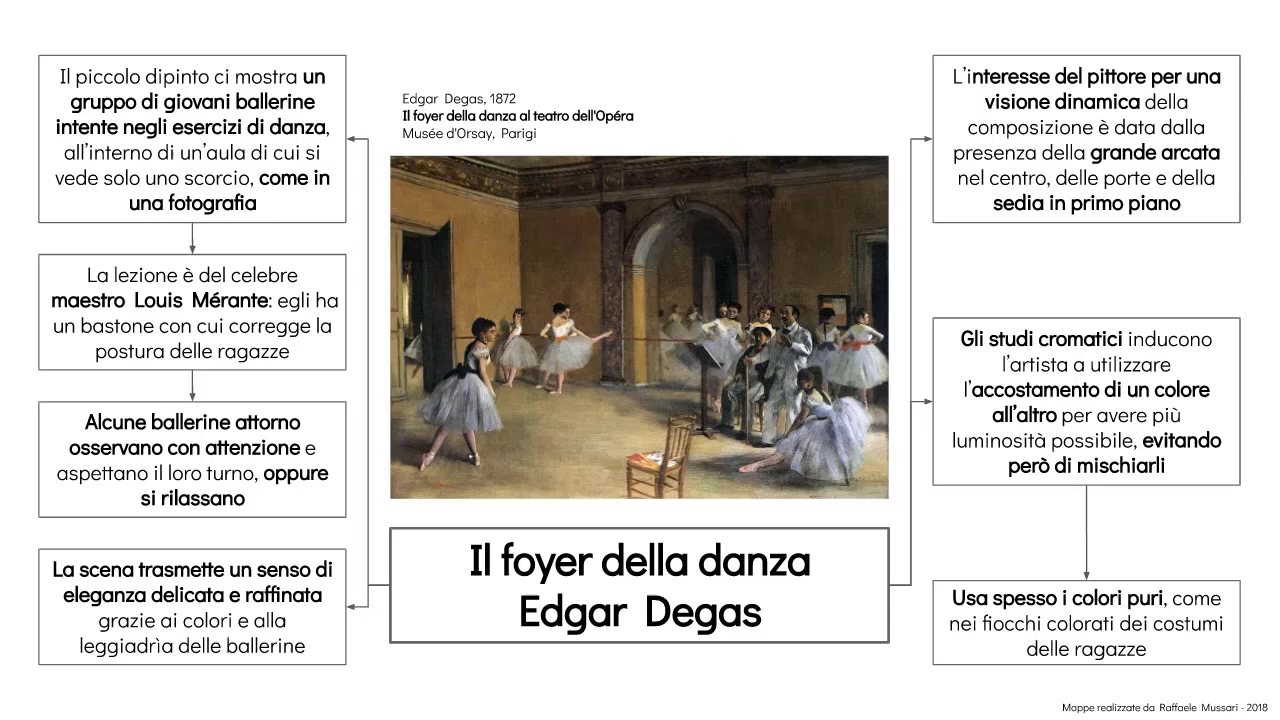 Il piccolo dipinto ci mostra un
gruppo di giovani ballerine
intente negli esercizi di danza,
all'interno di un'aula di cui si
vede solo uno scorcio, come in
una fotografia
La lezione è del celebre
maestro Louis Mérante: egli ha
un bastone con cui corregge la
postura delle ragazze
Alcune ballerine attorno
osservano con attenzione e
aspettano il loro turno, oppure
si rilassano
La scena trasmette un senso di
eleganza delicata e raffinata
grazie ai colori e alla
leggiadrìa delle ballerine
Edgar Degas, 1872
Il foyer della danza al teatro dell'Opéra
Musée d'Orsay, Parigi
Il foyer della danza
Edgar Degas
L'interesse del pittore per una
visione dinamica della
composizione è data dalla
presenza della grande arcata
nel centro, delle porte e della
sedia in primo piano
Gli studi cromatici inducono
l'artista a utilizzare
l'accostamento di un colore
all'altro per avere più
luminosità possibile, evitando
però di mischiarli
Usa spesso i colori puri, come
nei fiocchi colorati dei costumi
delle ragazze
Mappe realizzate da Raffaele Mussari - 2018